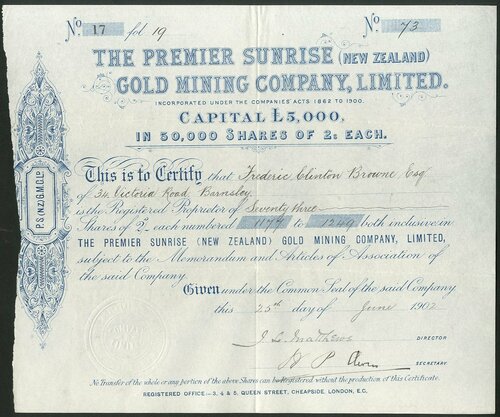 No. 17 fol 19 No. 73
THE PREMIER SUNRISE (NEW ZEALAND)
GOLD MINING COMPANY, LIMITED.
INCORPORATED UNDER THE COMPANIES ACTS 1862 TO 1900.
CAPITAL £5,000,
IN 50,000 SHARES OF 2s EACH.
This is to Certify that Frederic Clinton Browne Esq
of 34 Victoria Road Barnsley
is the Registered Proprietor of Seventy three
Shares of 2s each numbered 1177 to 1249 both inclusive in
THE PREMIER SUNRISE (NEW ZEALAND) GOLD MINING COMPANY, LIMITED,
subject to the Memorandum and Articles of Association of
the said Company.
Given under the Common Seal of the said Company
this 25th day of June 1902
J. L. Matthews DIRECTOR
P. SECRETARY
No Transfer of the whole or any portion of the above Shares can be Registered without the production of this Certificate.
REGISTERED OFFICE—3, 4 & 5, QUEEN STREET, CHEAPSIDE, LONDON, E.C.
P.S.(N.Z.)G.M.Co. Ld.